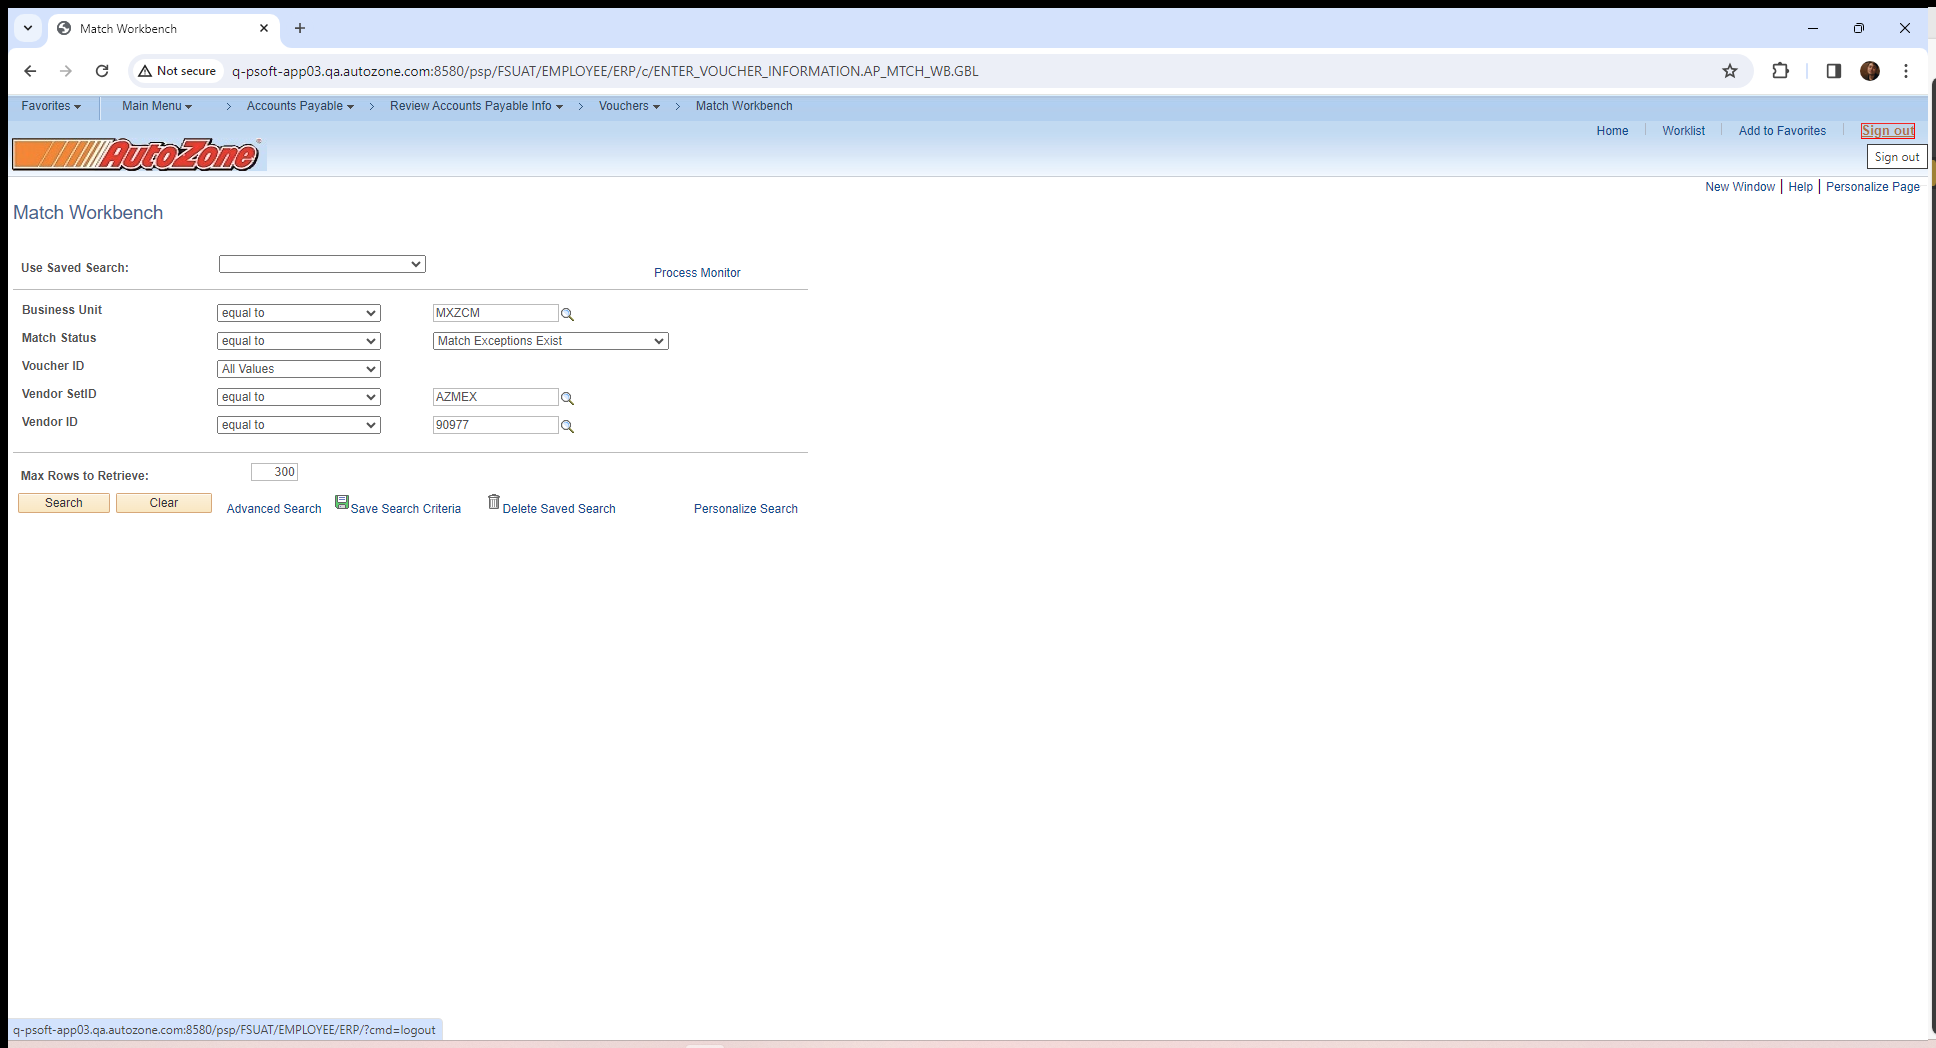 Match Workbench
Not secure q-psoft-app03.qa.autozone.com:8580/psp/FSUAT/EMPLOYEE/ERP/c/ENTER_VOUCHER_INFORMATION.AP_MTCH_WB.GBL
Favorites Main Menu > Accounts Payable > Review Accounts Payable Info > Vouchers > Match Workbench
Home Worklist Add to Favorites Sign out
AutoZone
Sign out
New Window | Help | Personalize Page
Match Workbench
Use Saved Search:
Process Monitor
Business Unit equal to MXZCM
Match Status equal to Match Exceptions Exist
Voucher ID All Values
Vendor SetID equal to AZMEX
Vendor ID equal to 90977
Max Rows to Retrieve: 300
Search Clear Advanced Search Save Search Criteria Delete Saved Search Personalize Search
q-psoft-app03.qa.autozone.com:8580/psp/FSUAT/EMPLOYEE/ERP/?cmd=logout